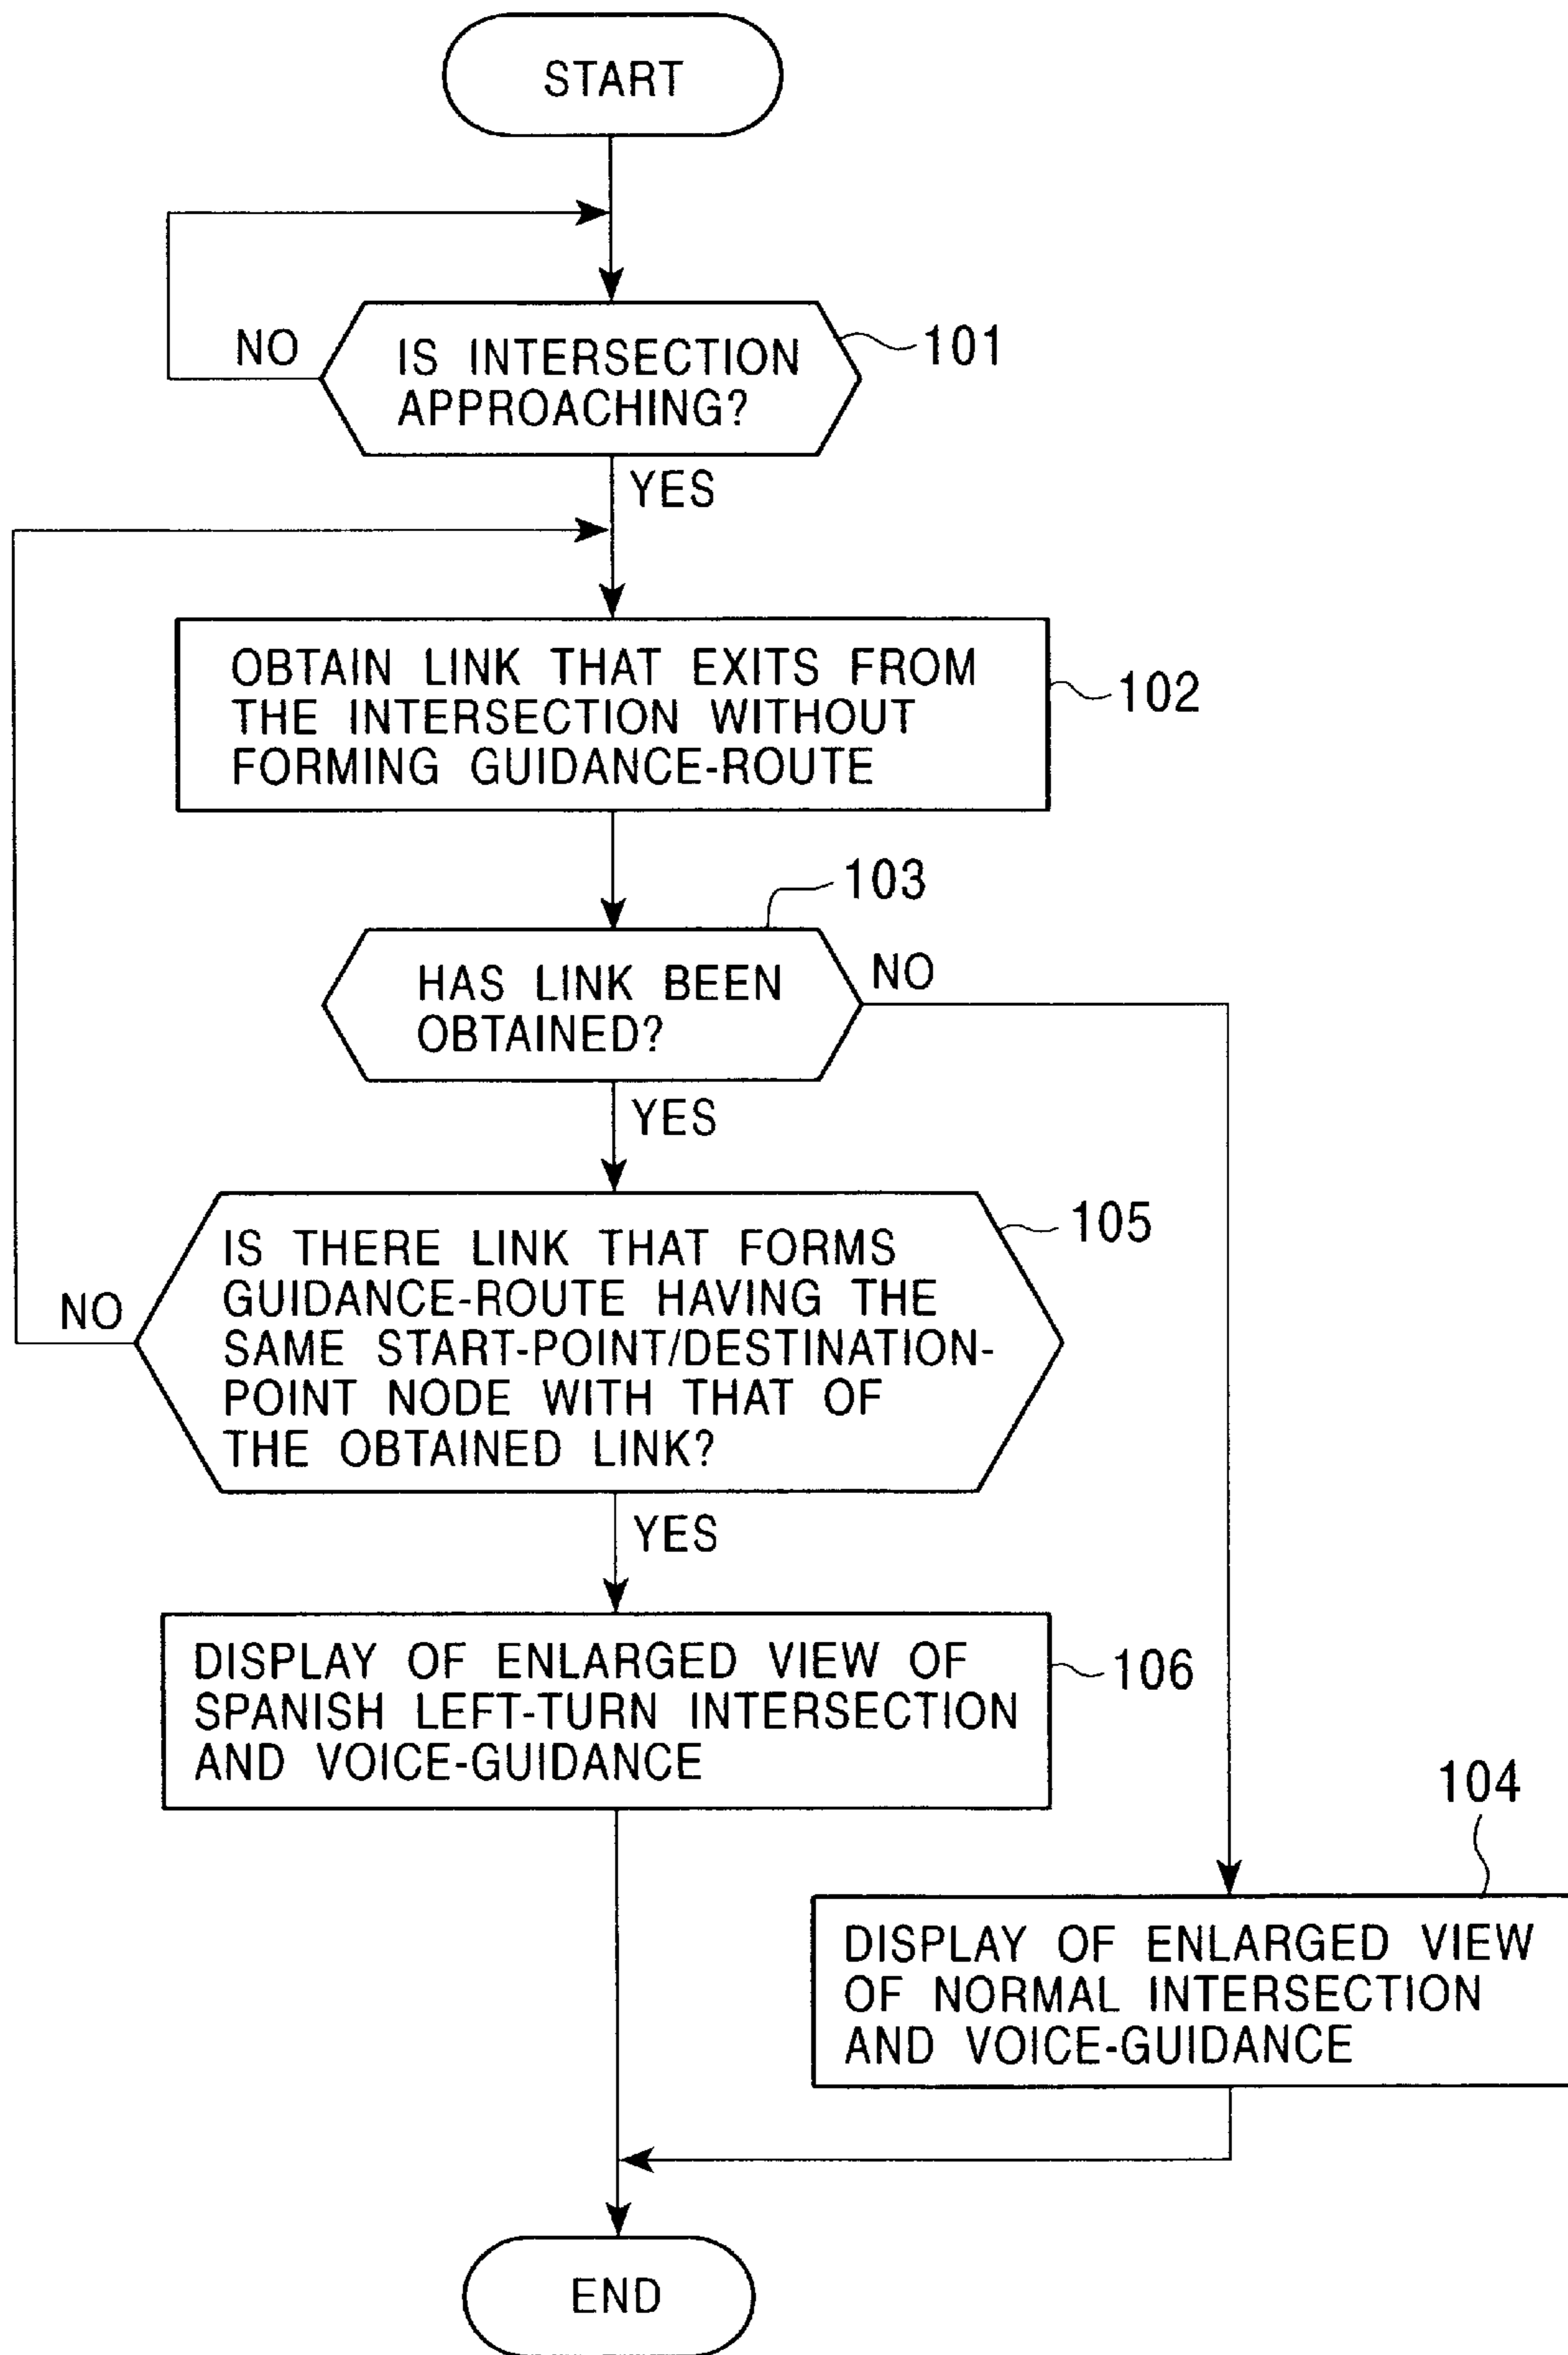 START
NO
IS INTERSECTION
APPROACHING?
101
YES
OBTAIN LINK THAT EXITS FROM
THE INTERSECTION WITHOUT
FORMING GUIDANCE-ROUTE
102
103
HAS LINK BEEN
OBTAINED?
NO
YES
105
IS THERE LINK THAT FORMS
GUIDANCE-ROUTE HAVING THE
SAME START-POINT/DESTINATION-
POINT NODE WITH THAT OF
THE OBTAINED LINK?
NO
YES
DISPLAY OF ENLARGED VIEW OF
SPANISH LEFT-TURN INTERSECTION
AND VOICE-GUIDANCE
106
104
DISPLAY OF ENLARGED VIEW
OF NORMAL INTERSECTION
AND VOICE-GUIDANCE
END